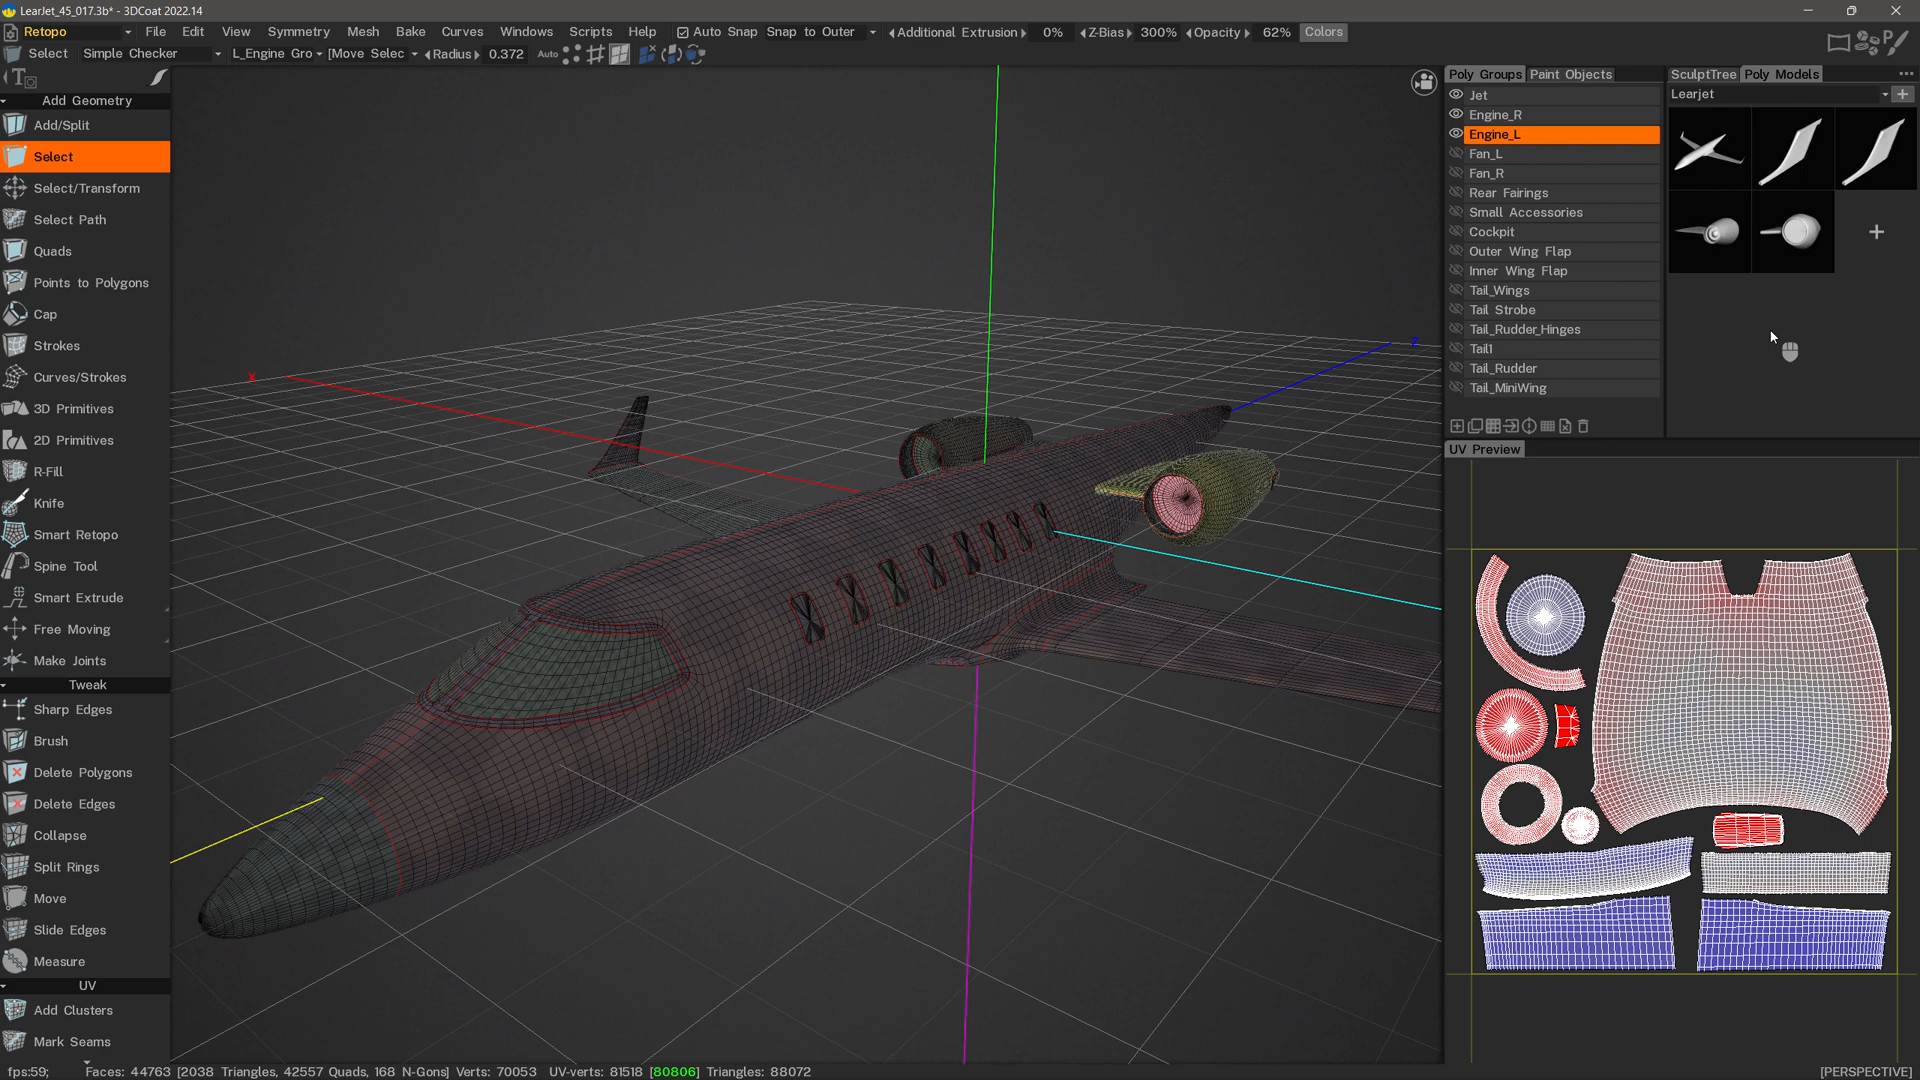 LearJet_45_017.3b* - 3DCoat 2022.14
Retopo File Edit View Symmetry Mesh Bake Curves Windows Scripts Help Auto Snap Snap to Outer Additional Extrusion 0% Z-Bias 300% Opacity 62% Colors
Select Simple Checker L_Engine Gro [Move Selec Radius 0.372 Auto
Add Geometry
Add/Split
Select
Select/Transform
Select Path
Quads
Points to Polygons
Cap
Strokes
Curves/Strokes
3D Primitives
2D Primitives
R-Fill
Knife
Smart Retopo
Spine Tool
Smart Extrude
Free Moving
Make Joints
Tweak
Sharp Edges
Brush
Delete Polygons
Delete Edges
Collapse
Split Rings
Move
Slide Edges
Measure
UV
Add Clusters
Mark Seams
X
Z
Poly Groups Paint Objects
Jet
Engine_R
Engine_L
Fan_L
Fan_R
Rear Fairings
Small Accessories
Cockpit
Outer Wing Flap
Inner Wing Flap
Tail_Wings
Tail Strobe
Tail_Rudder_Hinges
Tail1
Tail_Rudder
Tail_MiniWing
SculptTree Poly Models
Learjet
UV Preview
fps:59; Faces: 44763 [2038 Triangles, 42557 Quads, 168 N-Gons] Verts: 70053 UV-verts: 81518 [80806] Triangles: 88072
[PERSPECTIVE]